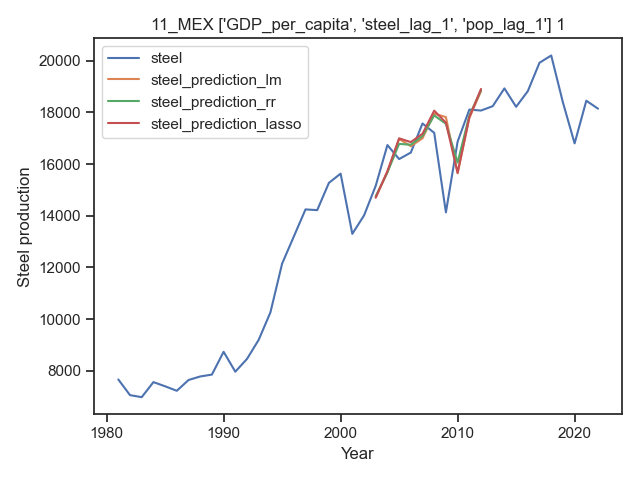 11_MEX ['GDP_per_capita', 'steel_lag_1', 'pop_lag_1'] 1
steel
steel_prediction_lm
steel_prediction_rr
steel_prediction_lasso
Steel production
20000
18000
16000
14000
12000
10000
8000
1980
1990
2000
2010
2020
Year